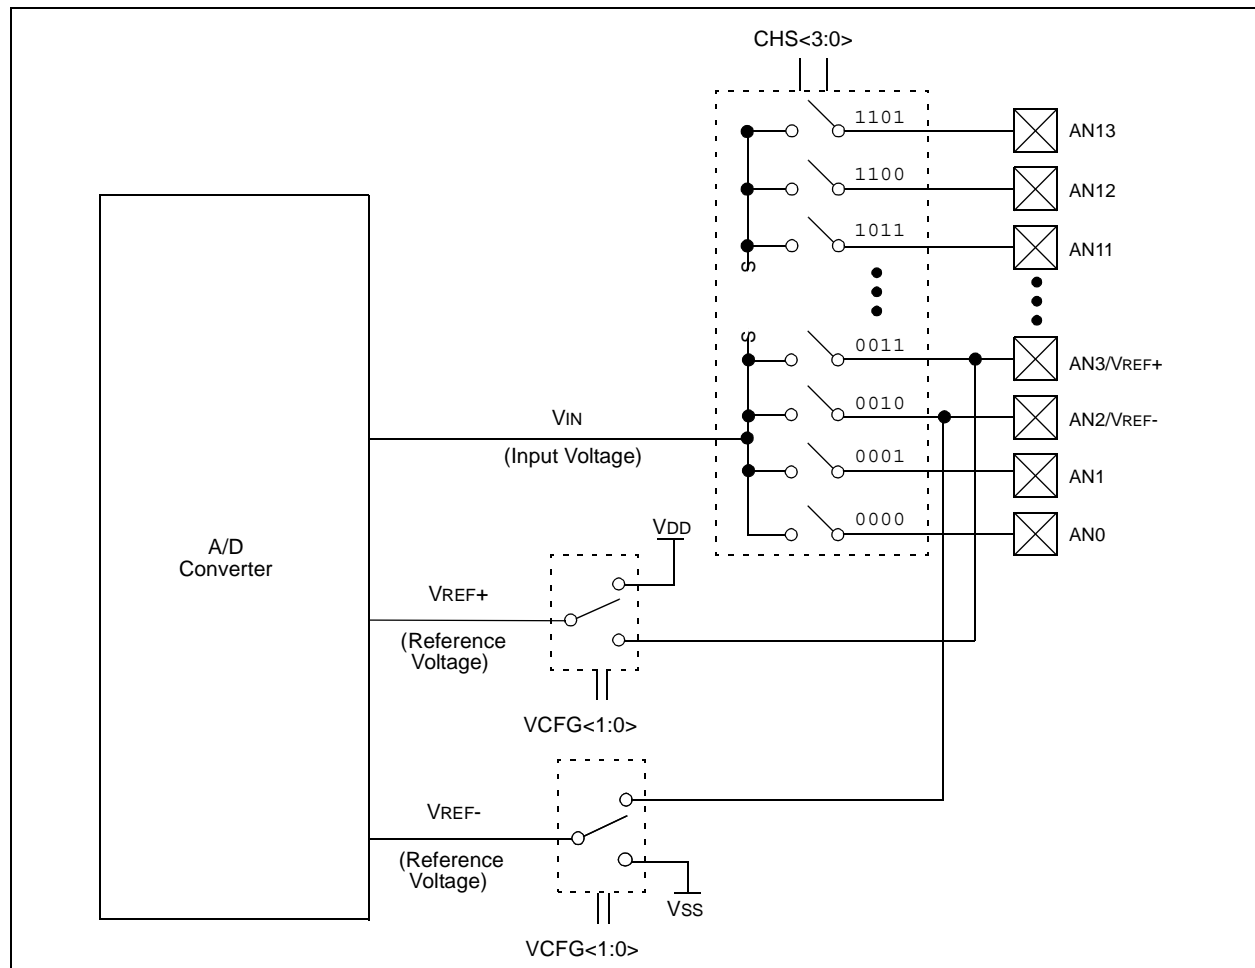 CHS<3:0>
1101
AN13
1100
AN12
1011
AN11
0011
AN3/VREF+
0010
AN2/VREF-
VIN
(Input Voltage)
0001
AN1
0000
AN0
VDD
A/D
Converter
VREF+
(Reference
Voltage)
VCFG<1:0>
VREF-
(Reference
Voltage)
VSS
VCFG<1:0>